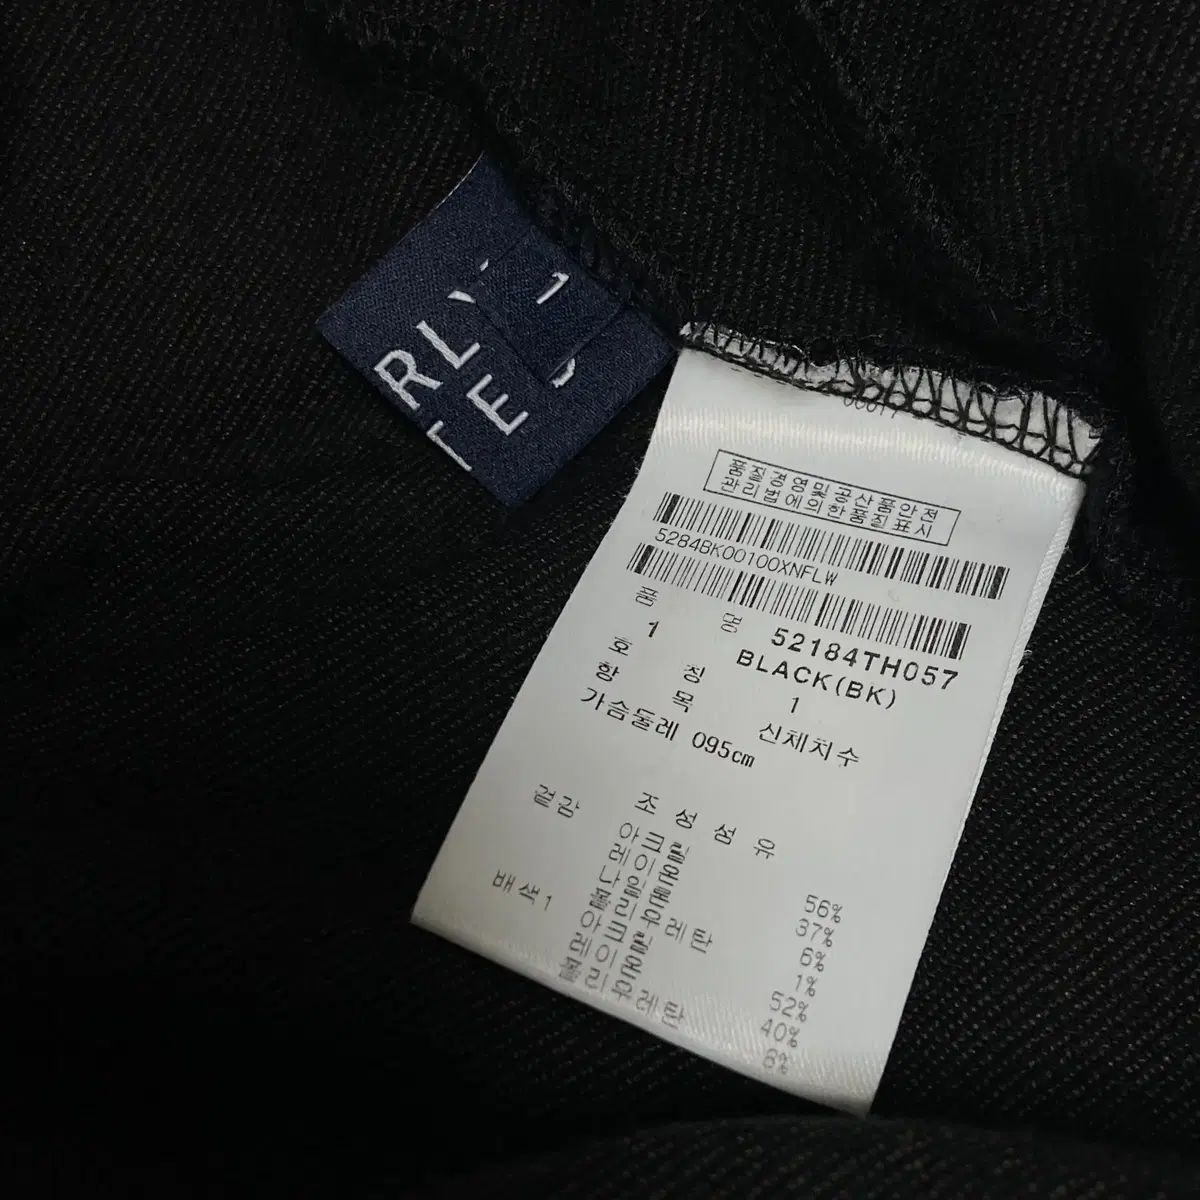 1
RLY
TE
00017
품질경영및공산품안전
관리법에의한품질표시
5284BK00100XNFLW
품 명 52184TH057
1 BLACK(BK)
호 칭 1
항 목 신체치수
가슴둘레 095cm
조성섬유
겉감 아크릴 56%
레이온 37%
나일론 6%
폴리우레탄 1%
배색1 아크릴 52%
레이온 40%
폴리우레탄 8%